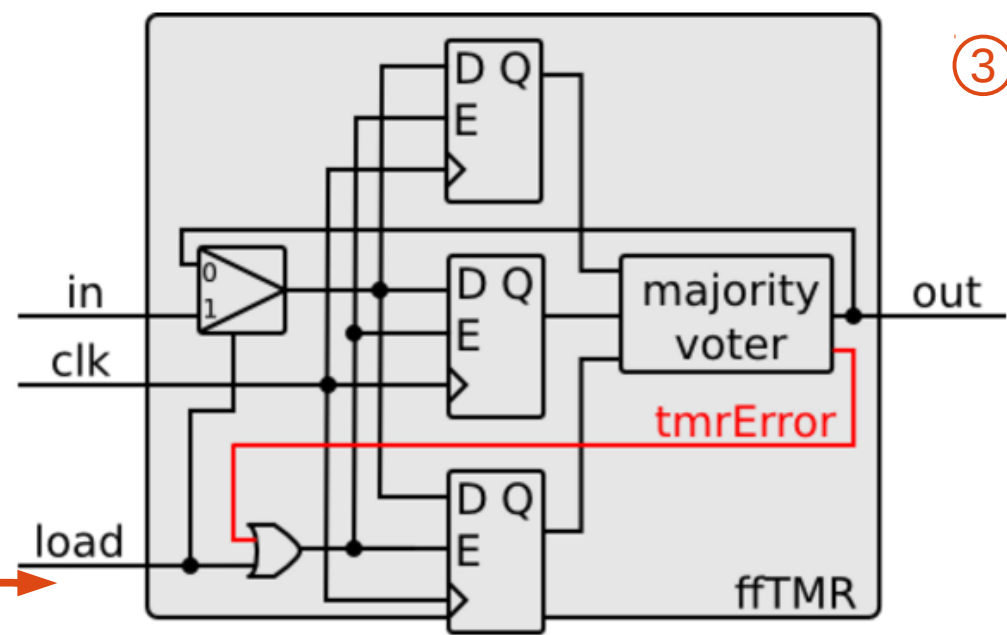 3
D Q
E
0
1
in
D Q
E
majority
voter
out
clk
tmrError
D Q
E
load
ffTMR